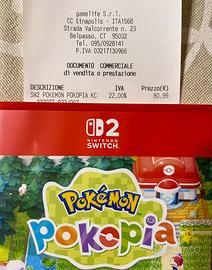 gamelife S.r.l.
CC Etnapolis - ITA1568
Strada Valcorrente n. 23
Belpasso, CT 95032
Tel. 095/0928141
P.IVA 03217130966
DOCUMENTO COMMERCIALE
di vendita o prestazione
DESCRIZIONE IVA Prezzo(€)
SW2 POKEMON POKOPIA KC 22,00% 80,99
2
NINTENDO
SWITCH
POKÉMON
pokopia